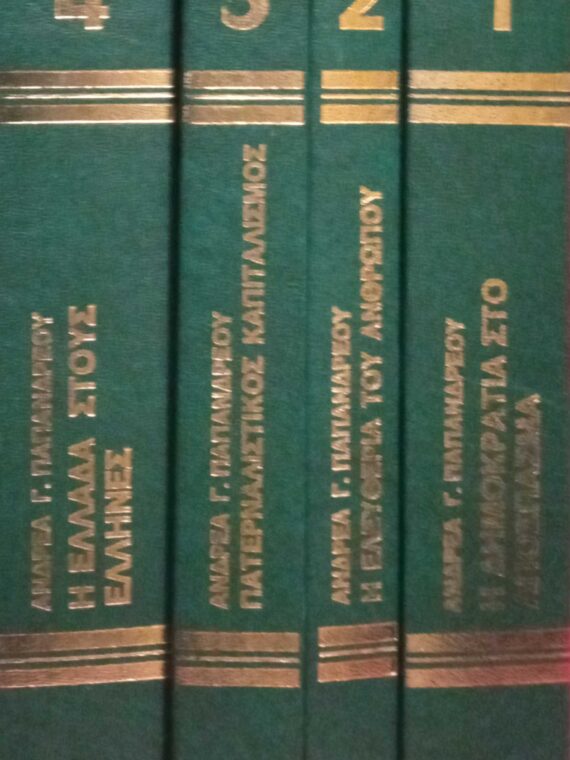 4
ΑΝΔΡΕΑ Γ. ΠΑΠΑΝΔΡΕΟΥ
Η ΕΛΛΑΔΑ ΣΤΟΥΣ
ΕΛΛΗΝΕΣ
3
ΑΝΔΡΕΑ Γ. ΠΑΠΑΝΔΡΕΟΥ
ΠΑΤΕΡΝΑΛΙΣΤΙΚΟΣ ΚΑΠΙΤΑΛΙΣΜΟΣ
2
ΑΝΔΡΕΑ Γ. ΠΑΠΑΝΔΡΕΟΥ
Η ΕΛΕΥΘΕΡΙΑ ΤΟΥ ΑΝΘΡΩΠΟΥ
1
ΑΝΔΡΕΑ Γ. ΠΑΠΑΝΔΡΕΟΥ
Η ΔΗΜΟΚΡΑΤΙΑ ΣΤΟ
ΑΠΟΣΠΑΣΜΑ